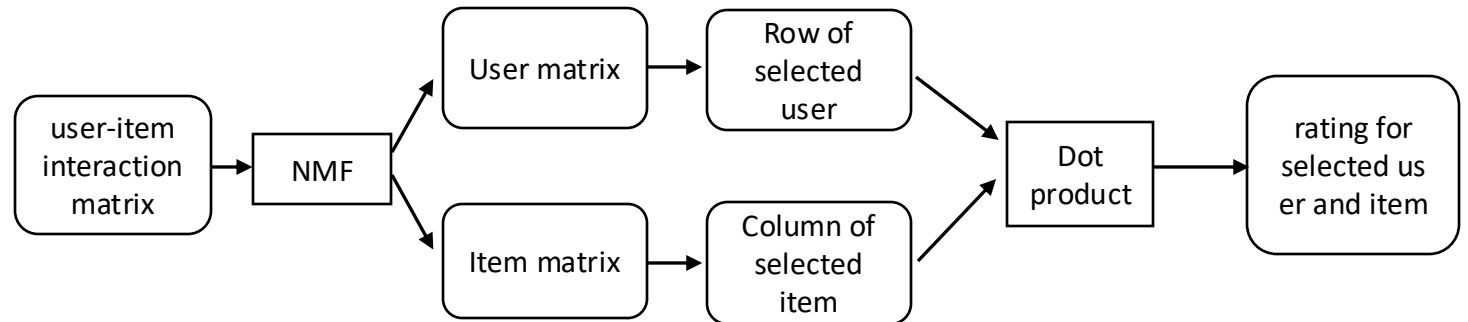 user-item
interaction
matrix
NMF
User matrix
Item matrix
Row of
selected
user
Column of
selected
item
Dot
product
rating for
selected us
er and item